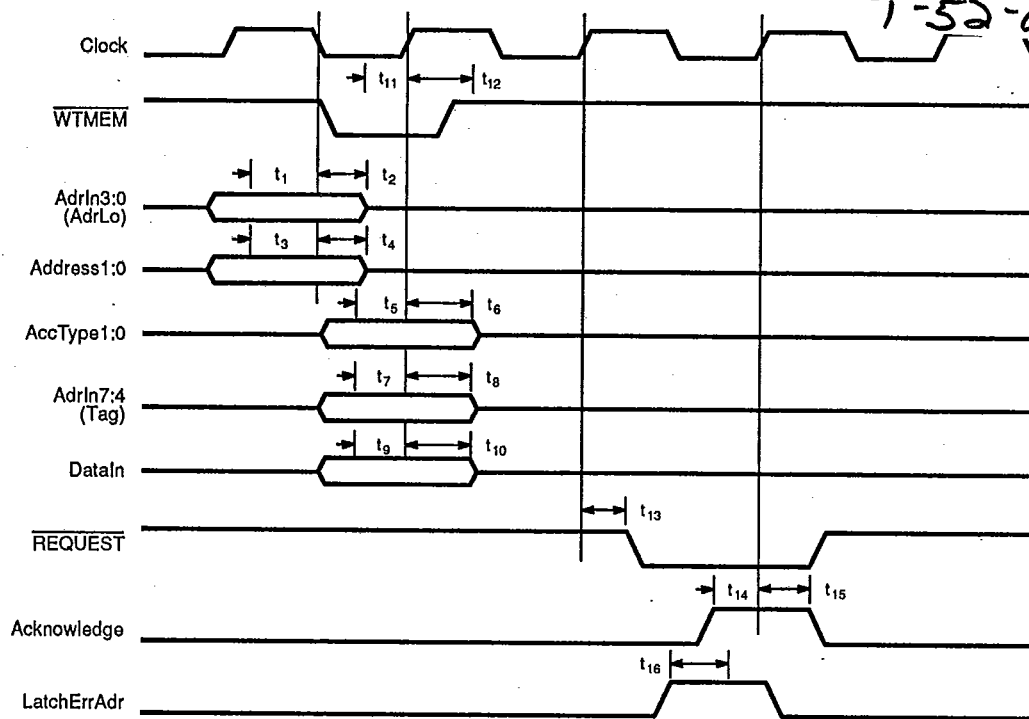 Clock
t11 t12
WTMEM
t1 t2
AdrIn3:0
(AdrLo)
t3 t4
Address1:0
t5 t6
AccType1:0
t7 t8
AdrIn7:4
(Tag)
t9 t10
DataIn
t13
REQUEST
t14 t15
Acknowledge
t16
LatchErrAdr